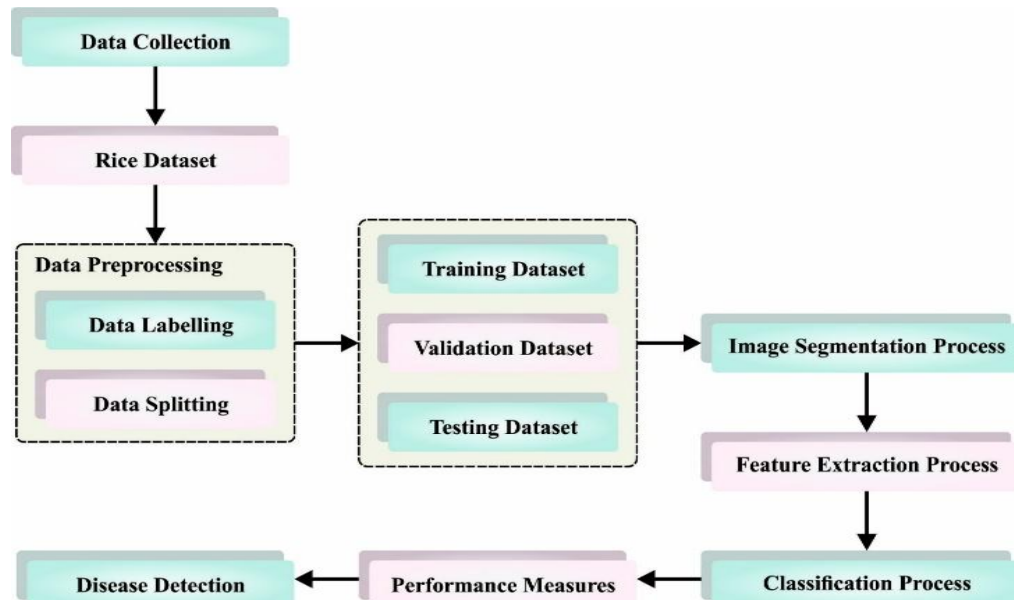 Data Collection
Rice Dataset
Data Preprocessing
Data Labelling
Data Splitting
Training Dataset
Validation Dataset
Testing Dataset
Image Segmentation Process
Feature Extraction Process
Classification Process
Performance Measures
Disease Detection